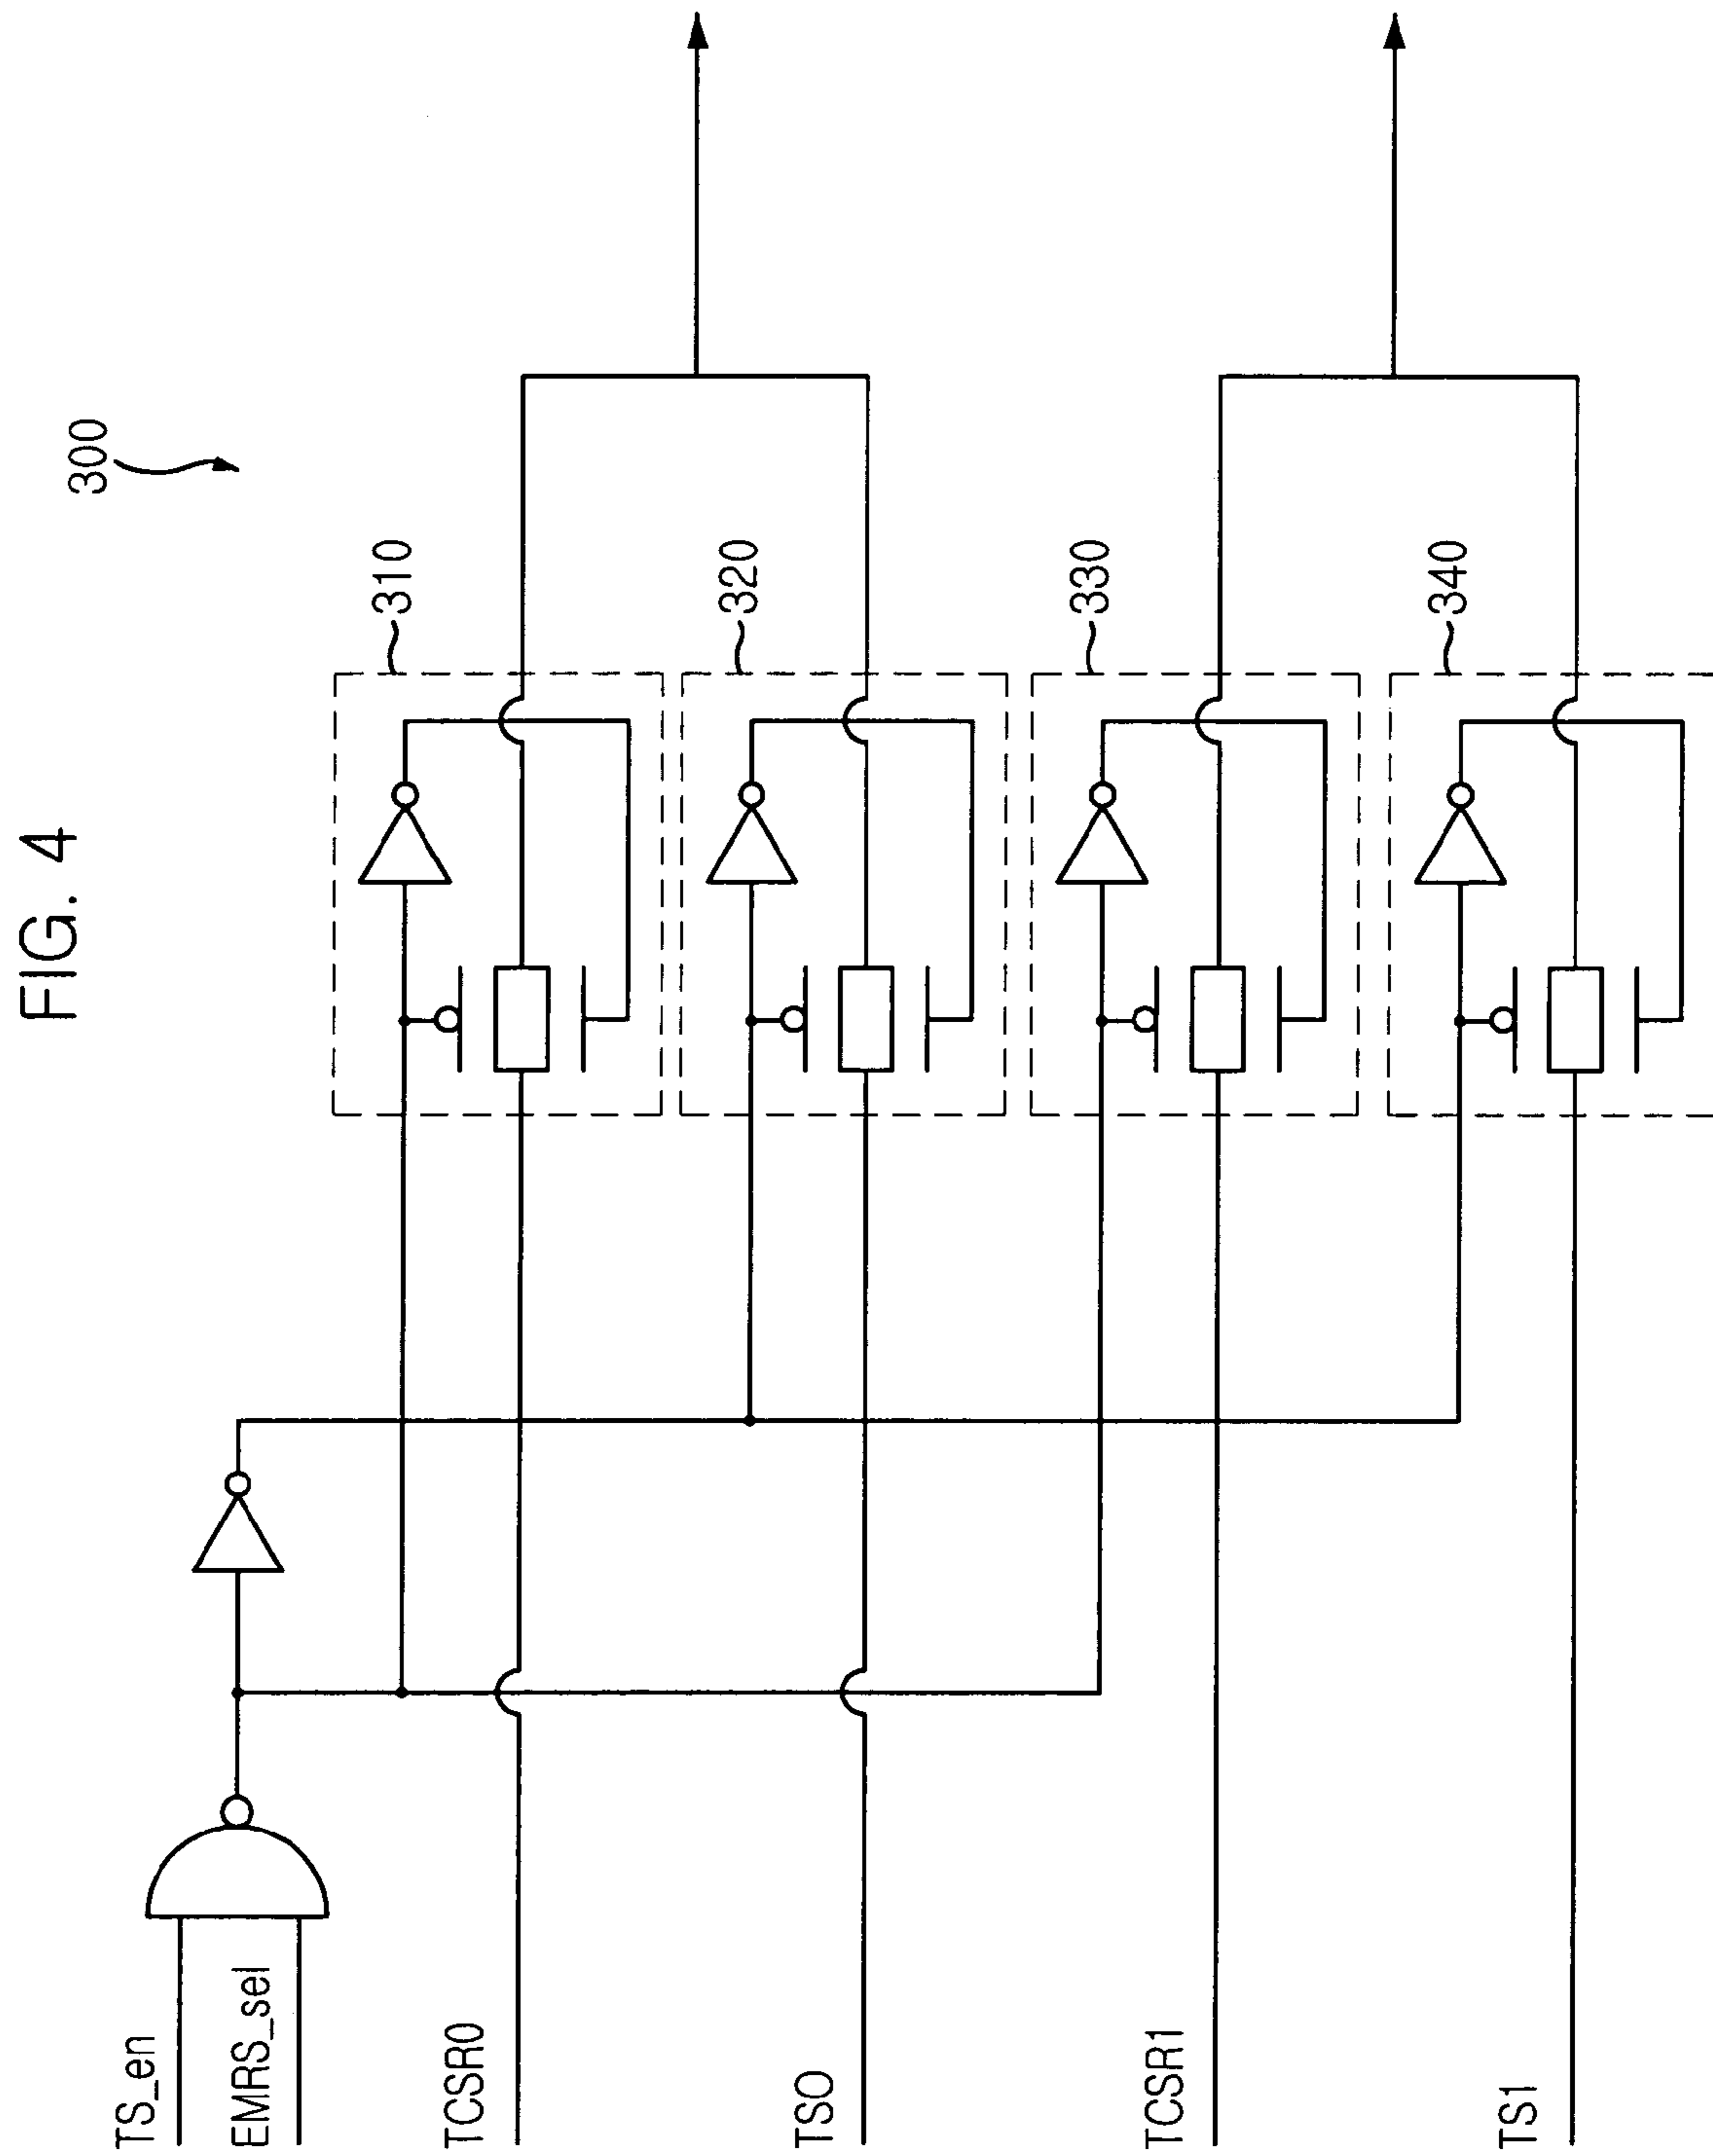 FIG. 4
300
310
320
330
340
TS_en
EMRS_sel
TCSR0
TS0
TCSR1
TS1